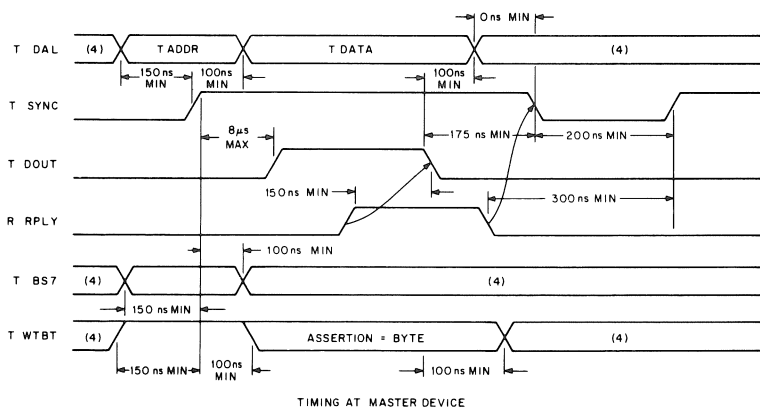 0ns MIN
T DAL (4) T ADDR T DATA (4)
150ns MIN 100ns MIN 100ns MIN
T SYNC
8µs MAX 175 ns MIN 200ns MIN
T DOUT
150ns MIN 300ns MIN
R RPLY
100ns MIN
T BS7 (4) (4)
150 ns MIN
T WTBT (4) ASSERTION = BYTE (4)
150 ns MIN 100ns MIN 100ns MIN
TIMING AT MASTER DEVICE